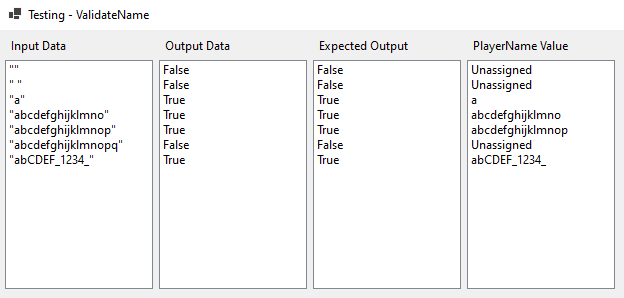 Testing - ValidateName
Input Data Output Data Expected Output PlayerName Value
"" False False Unassigned
" " False False Unassigned
"a" True True a
"abcdefghijklmno" True True abcdefghijklmno
"abcdefghijklmnop" True True abcdefghijklmnop
"abcdefghijklmnopq" False False Unassigned
"abCDEF_1234_" True True abCDEF_1234_